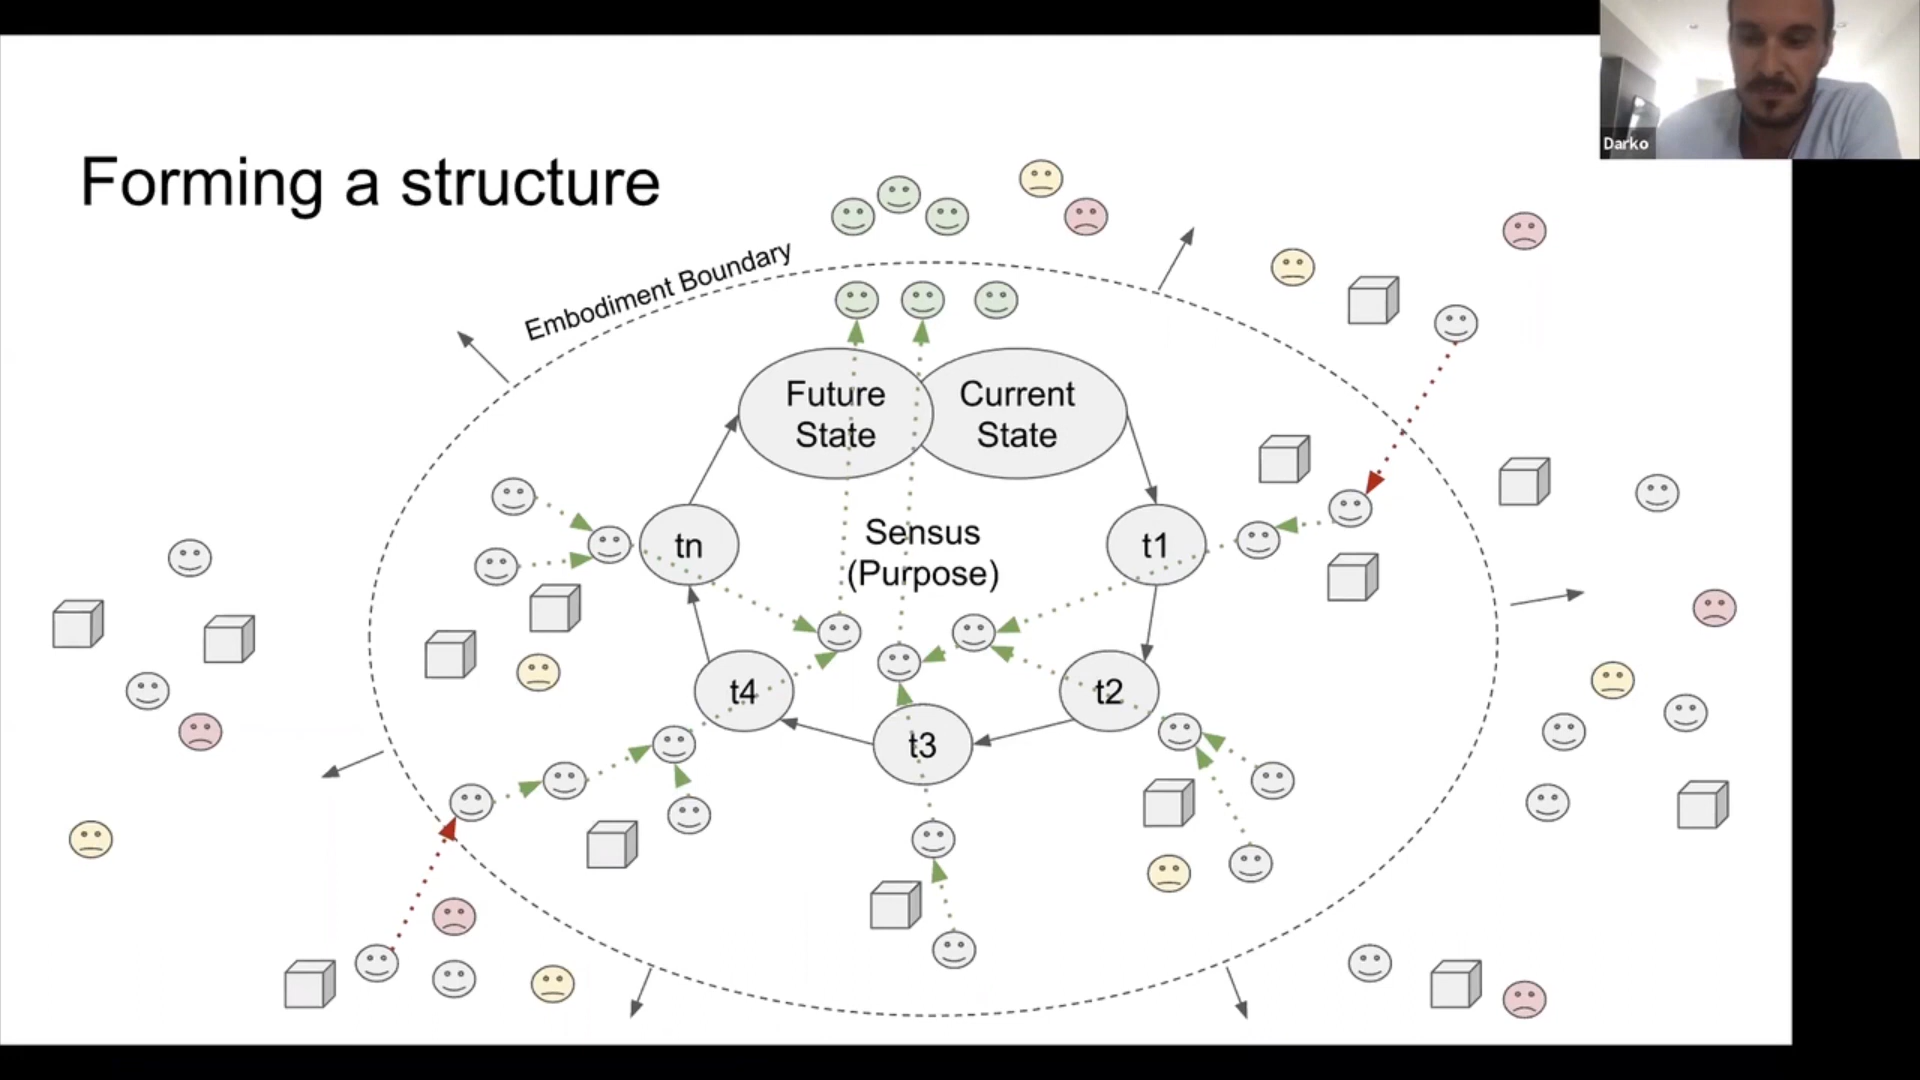 Darko
Forming a structure
Embodiment Boundary
Future
State
Current
State
tn
Sensus
(Purpose)
t1
t4
t2
t3